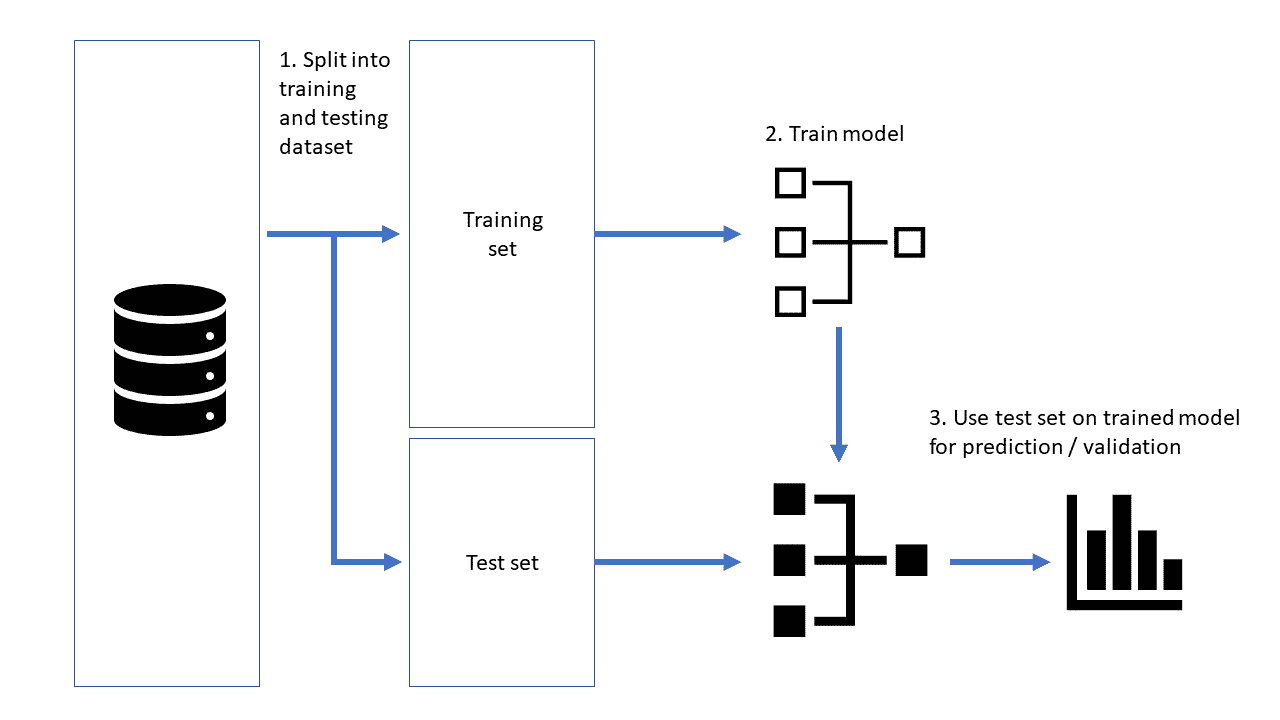 1. Split into
training
and testing
dataset
Training
set
2. Train model
3. Use test set on trained model
for prediction / validation
Test set